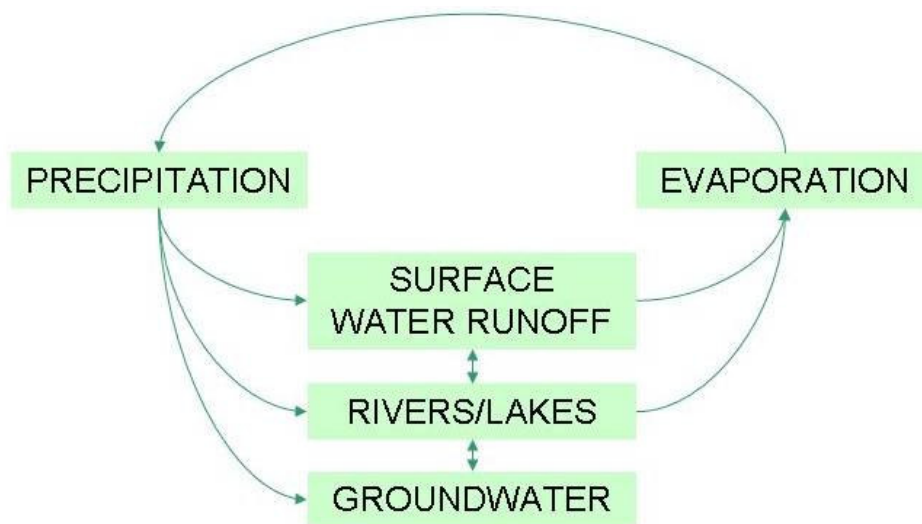 PRECIPITATION
EVAPORATION
SURFACE
WATER RUNOFF
RIVERS/LAKES
GROUNDWATER